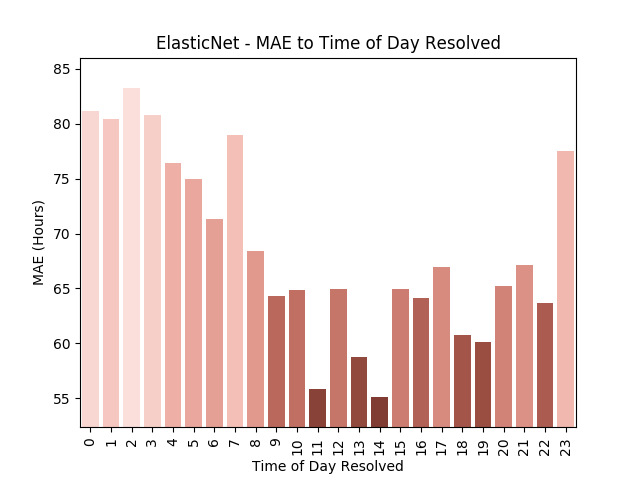 ElasticNet - MAE to Time of Day Resolved
85
80
75
70
65
60
55
MAE (Hours)
0 1 2 3 4 5 6 7 8 9 10 11 12 13 14 15 16 17 18 19 20 21 22 23
Time of Day Resolved